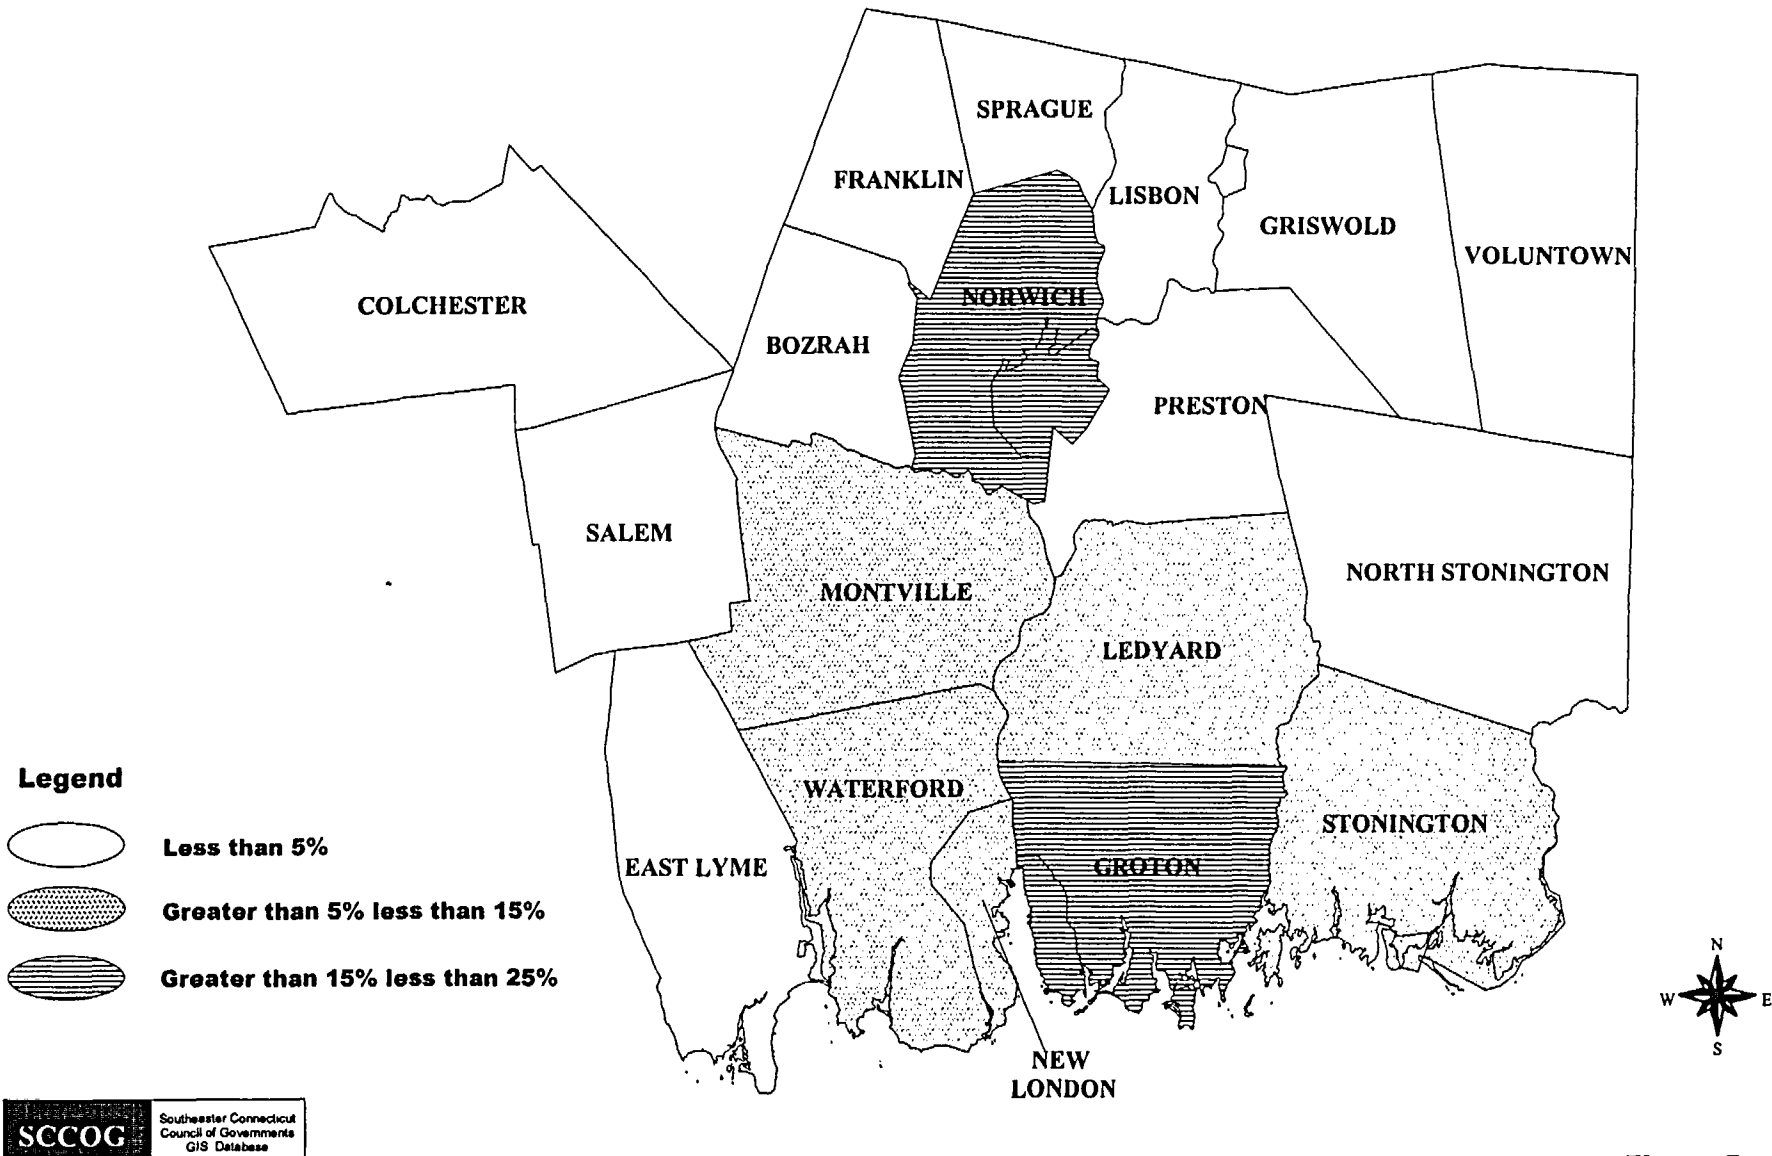 SPRAGUE
FRANKLIN
LISBON
GRISWOLD
VOLUNTOWN
COLCHESTER
NORWICH
BOZRAH
PRESTON
SALEM
MONTVILLE
NORTH STONINGTON
LEDYARD
WATERFORD
STONINGTON
EAST LYME
GROTON
NEW
LONDON
Legend
Less than 5%
Greater than 5% less than 15%
Greater than 15% less than 25%
N
W
E
S
SCCOG
Southeaster Connecticut
Council of Governments
GIS Database